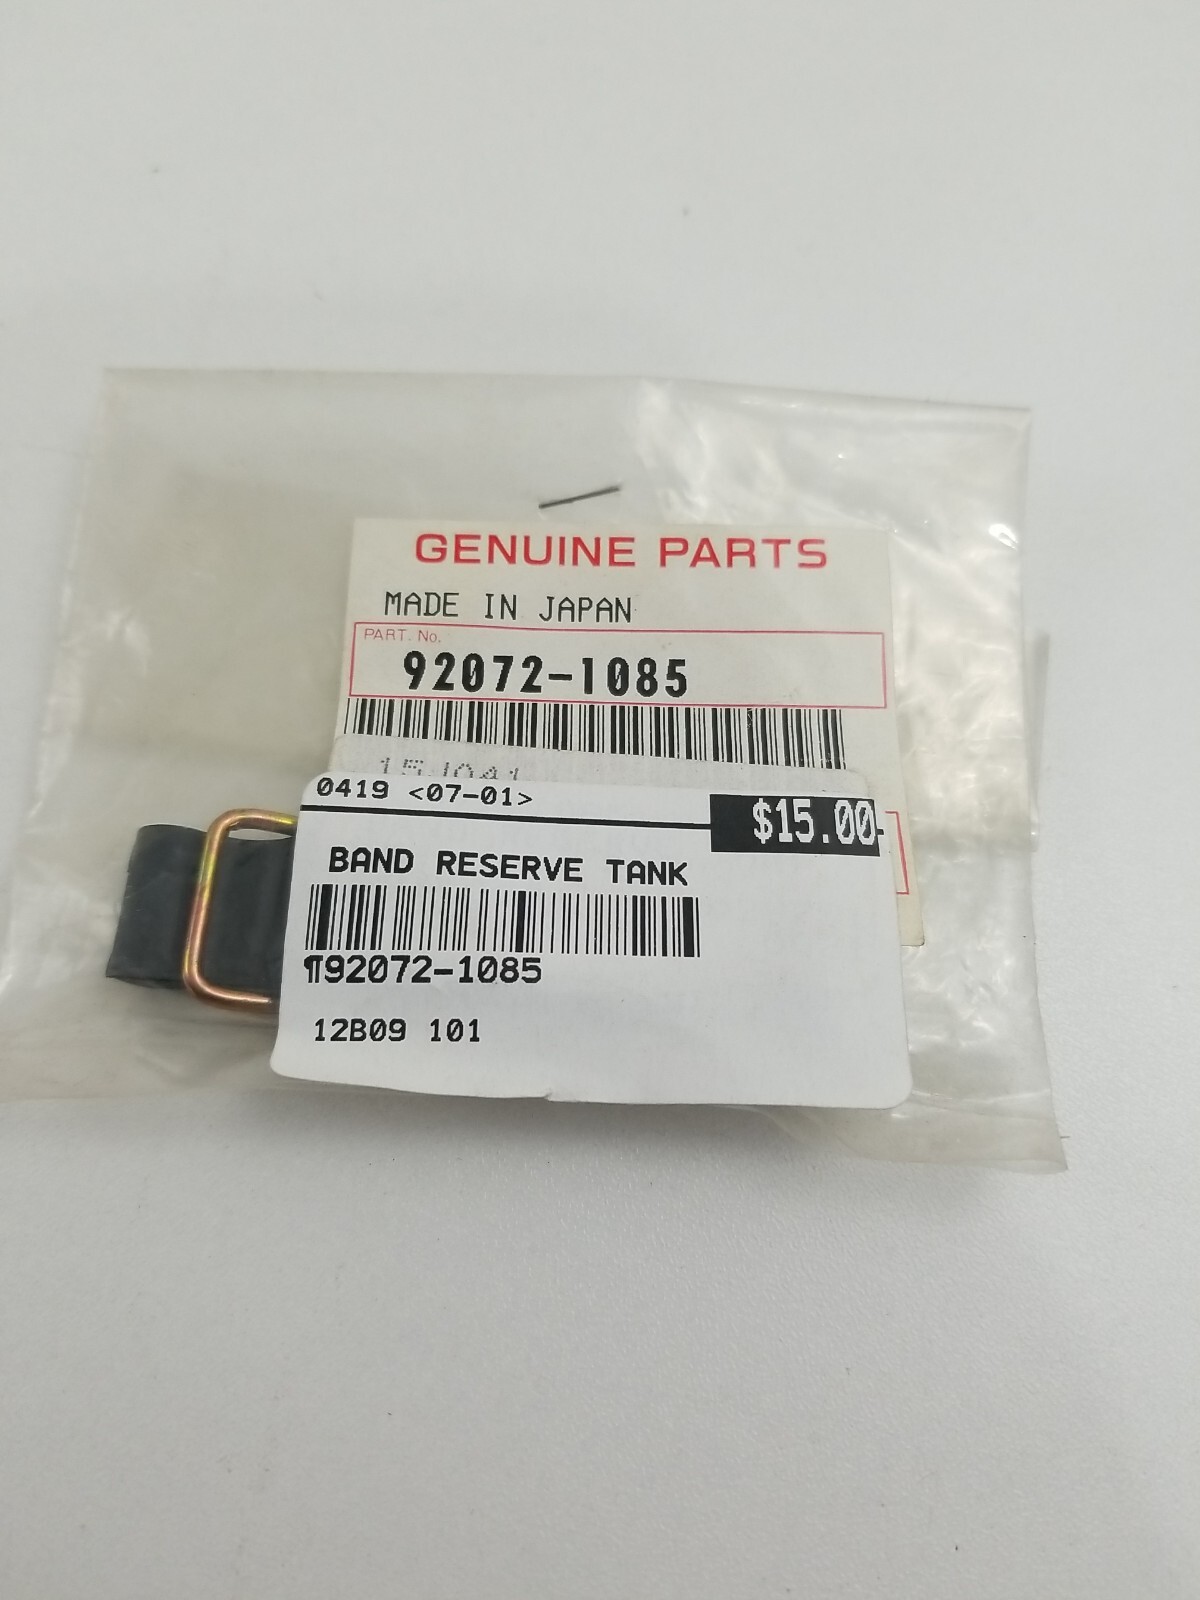 GENUINE PARTS
MADE IN JAPAN
PART. No.
92072-1085
0419 <07-01>
$15.00
BAND RESERVE TANK
¶92072-1085
12B09 101